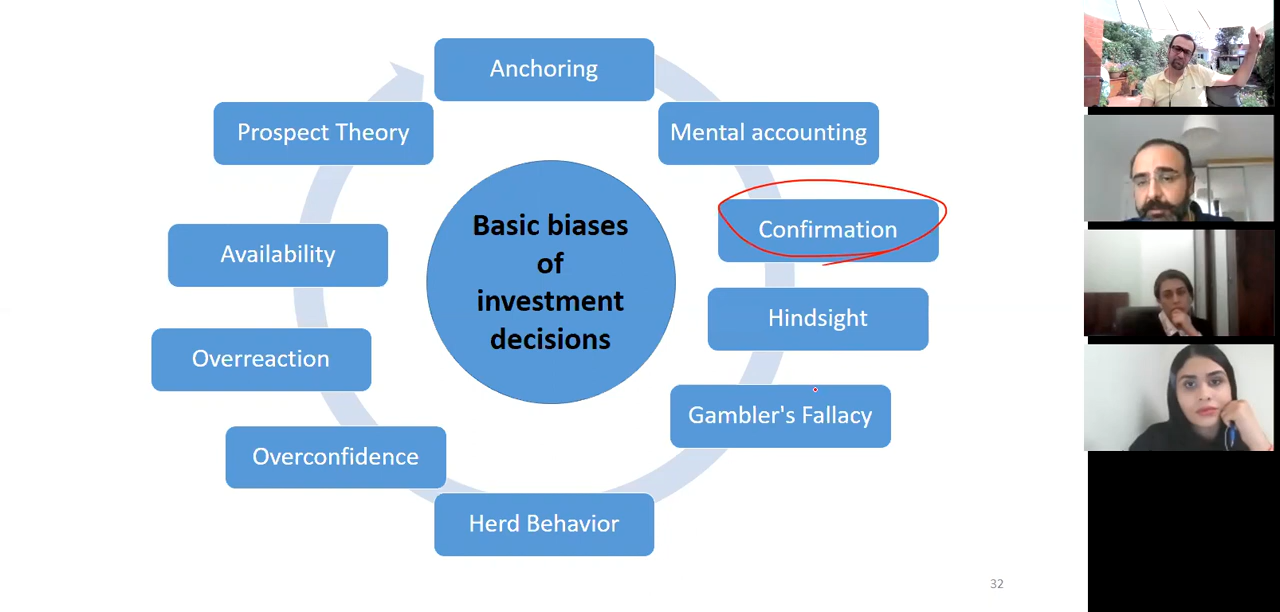 Anchoring
Mental accounting
Confirmation
Hindsight
Gambler's Fallacy
Herd Behavior
Overconfidence
Overreaction
Availability
Prospect Theory
Basic biases
of
investment
decisions
32